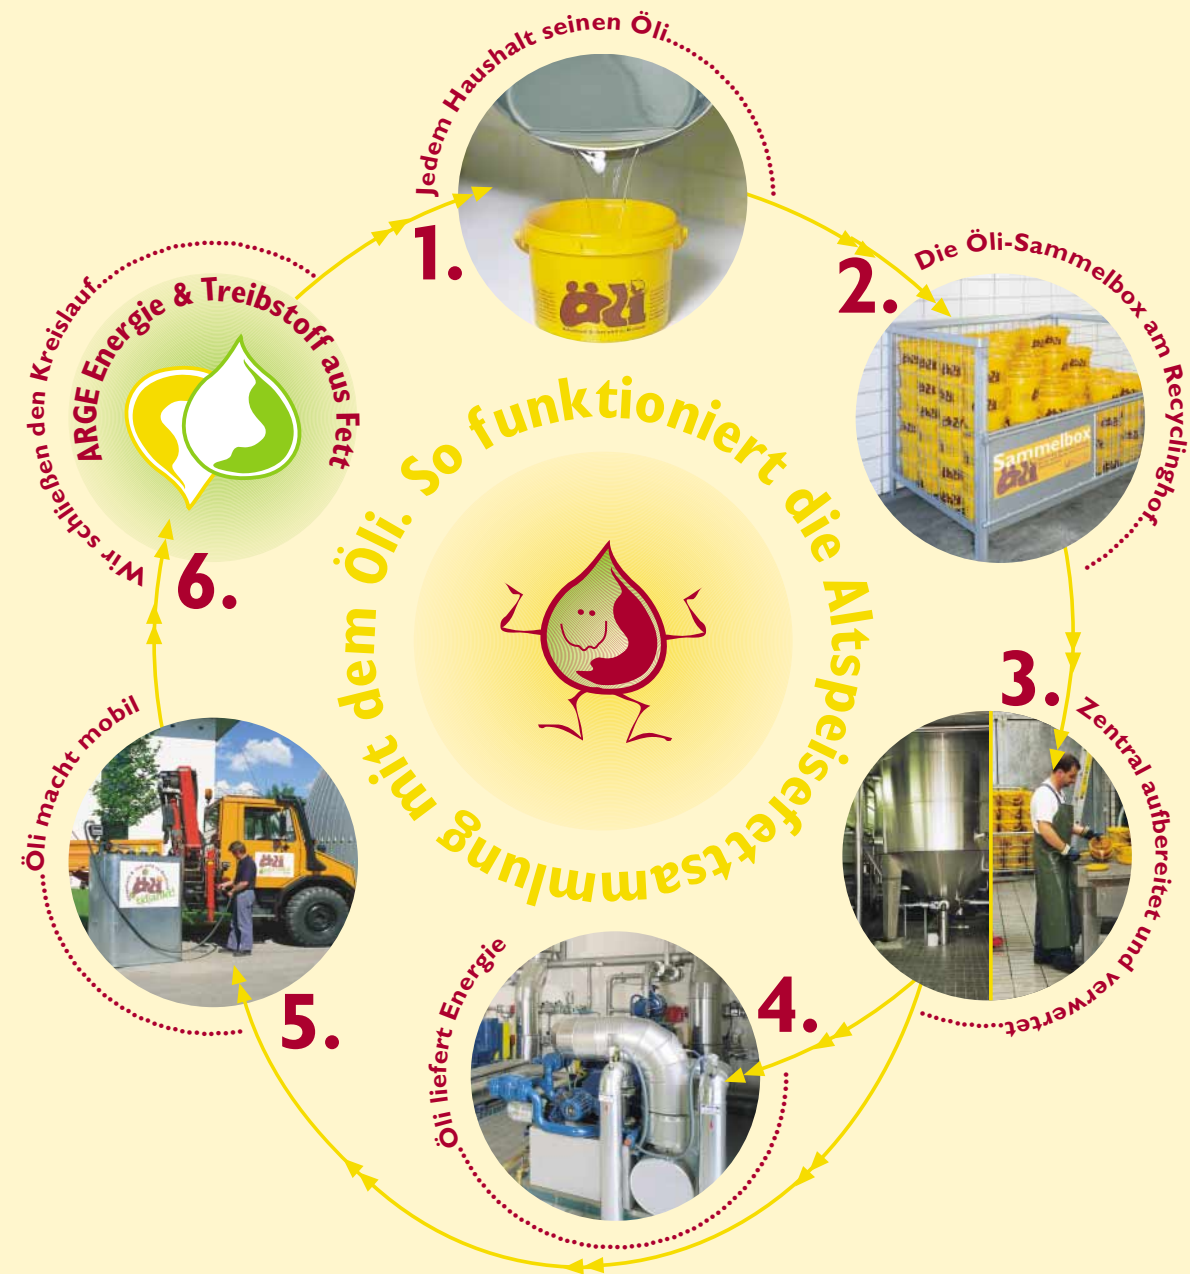 Jedem Haushalt seinen Öli...
1.
öli
2.
Die Öli-Sammelbox am Recyclinghof...
Sammelbox
öli
3.
Zentral aufbereitet und verwertet
4.
Öli liefert Energie
5.
Öli macht mobil
öli
6.
Wir schließen den Kreislauf...
ARGE Energie & Treibstoff aus Fett
So funktioniert die Altspeisefettsammlung mit dem Öli.